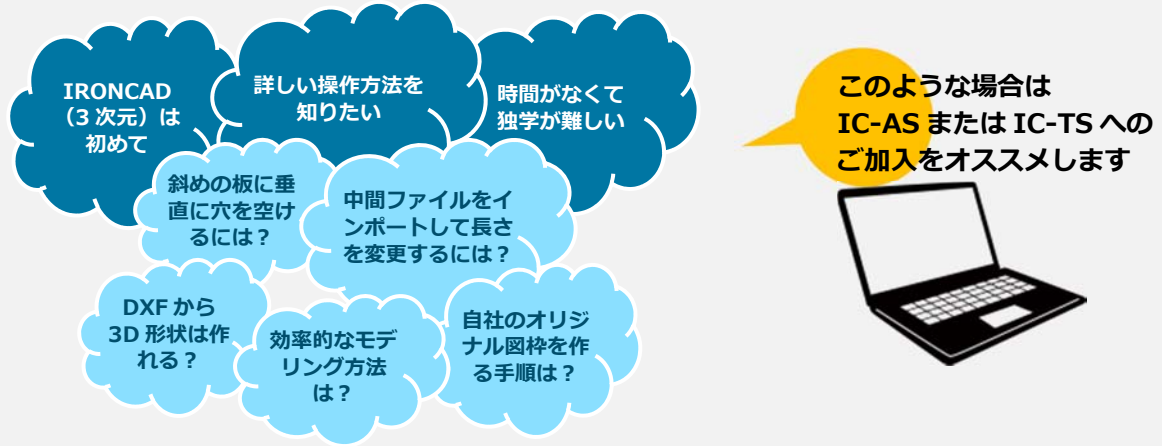 IRONCAD
（3 次元）は
初めて
詳しい操作方法を
知りたい
時間がなくて
独学が難しい
斜めの板に垂
直に穴を空け
るには？
中間ファイルをイ
ンポートして長さ
を変更するには？
DXF から
3D 形状は作
れる？
効率的なモデ
リング方法
は？
自社のオリジ
ナル図枠を作
る手順は？
このような場合は
IC-AS または IC-TS への
ご加入をオススメします